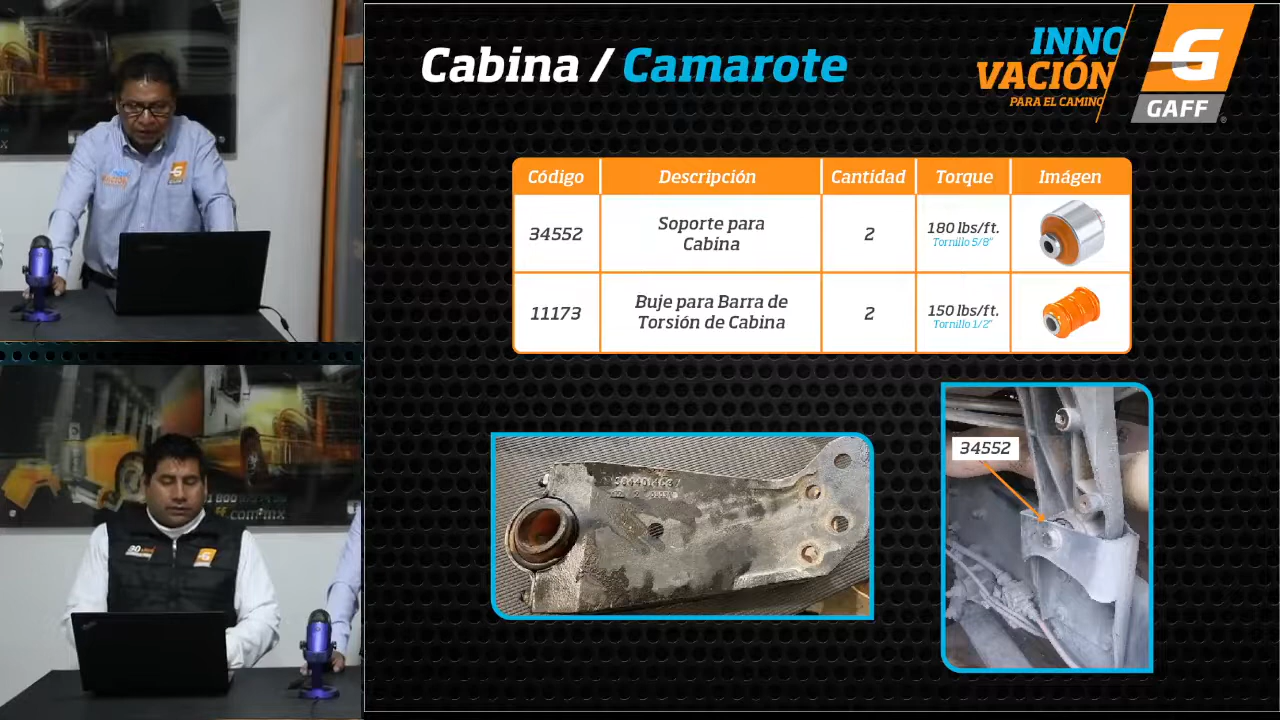 Cabina / Camarote
INNO
VACIÓN
PARA EL CAMINO
G
GAFF
®
Código
Descripción
Cantidad
Torque
Imágen
34552
Soporte para
Cabina
2
180 lbs/ft.
Tornillo 5/8"
11173
Buje para Barra de
Torsión de Cabina
2
150 lbs/ft.
Tornillo 1/2"
34552
.com.mx